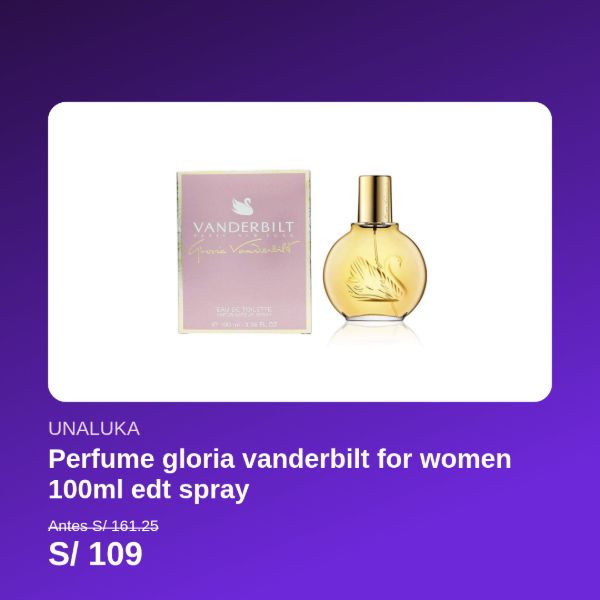 VANDERBILT
Gloria Vanderbilt
EAU DE TOILETTE
UNALUKA
Perfume gloria vanderbilt for women
100ml edt spray
Antes S/ 161.25
S/ 109